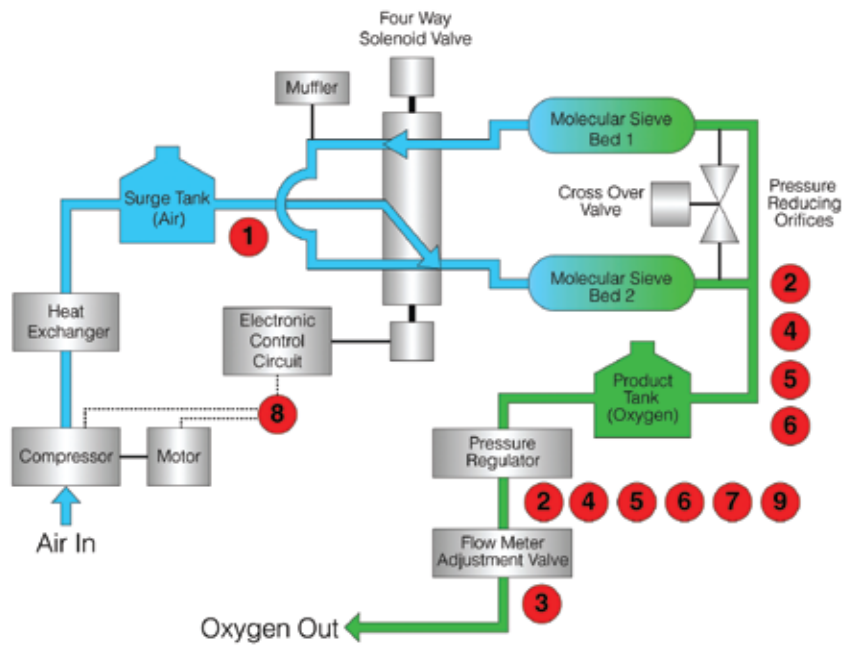 Four Way
Solenoid Valve
Muffler
Molecular Sieve
Bed 1
Surge Tank
(Air)
1
Cross Over
Valve
Pressure
Reducing
Orifices
Molecular Sieve
Bed 2
2
Heat
Exchanger
Electronic
Control
Circuit
4
Product
Tank
(Oxygen)
5
8
6
Compressor
Motor
Pressure
Regulator
2 4 5 6 7 9
Air In
Flow Meter
Adjustment Valve
3
Oxygen Out